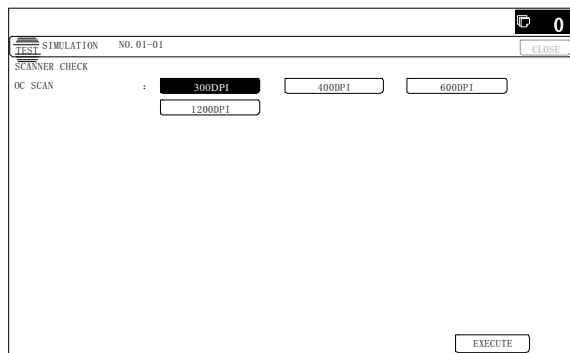 0
TEST SIMULATION NO.01-01 CLOSE
SCANNER CHECK
OC SCAN : 300DPI 400DPI 600DPI
1200DPI
EXECUTE